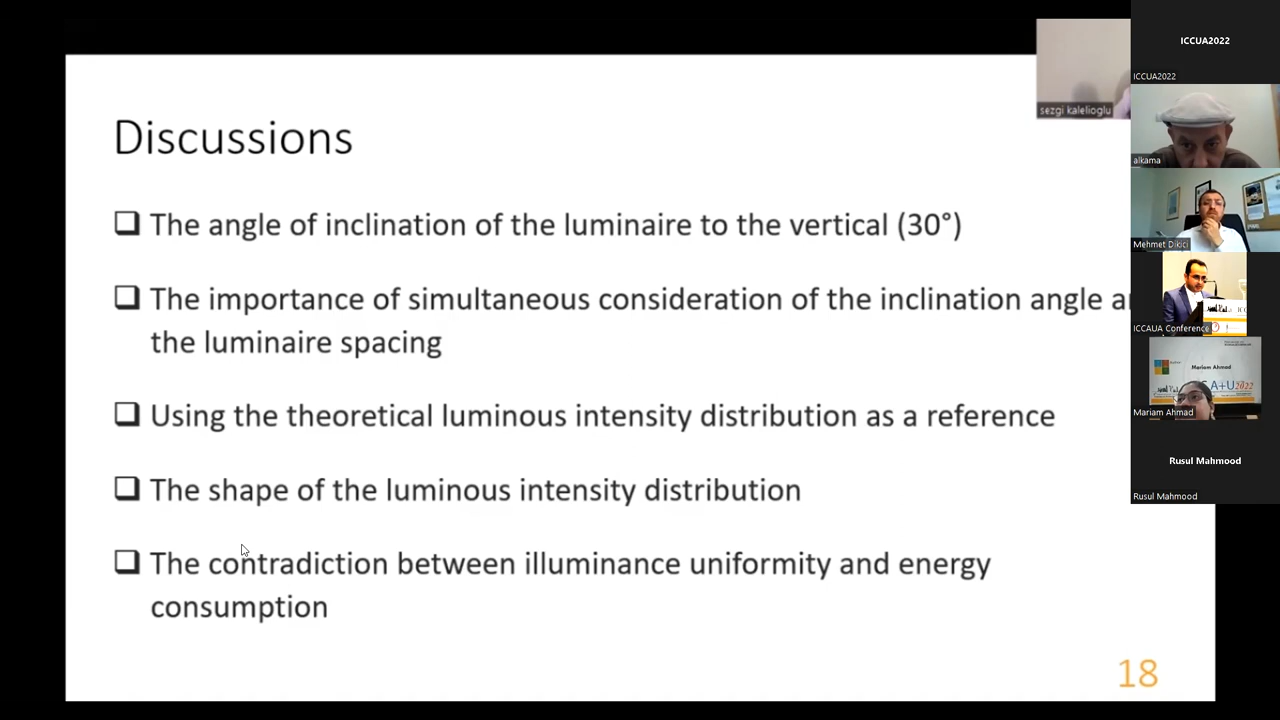 Discussions
The angle of inclination of the luminaire to the vertical (30°)
The importance of simultaneous consideration of the inclination angle
the luminaire spacing
Using the theoretical luminous intensity distribution as a reference
The shape of the luminous intensity distribution
The contradiction between illuminance uniformity and energy
consumption
18
sezgi kalelioglu
ICCUA2022
ICCUA2022
alkama
Mehmet Dikici
ICCAUA Conference
Mariam Ahmad
A+U2022
Mariam Ahmad
Rusul Mahmood
Rusul Mahmood